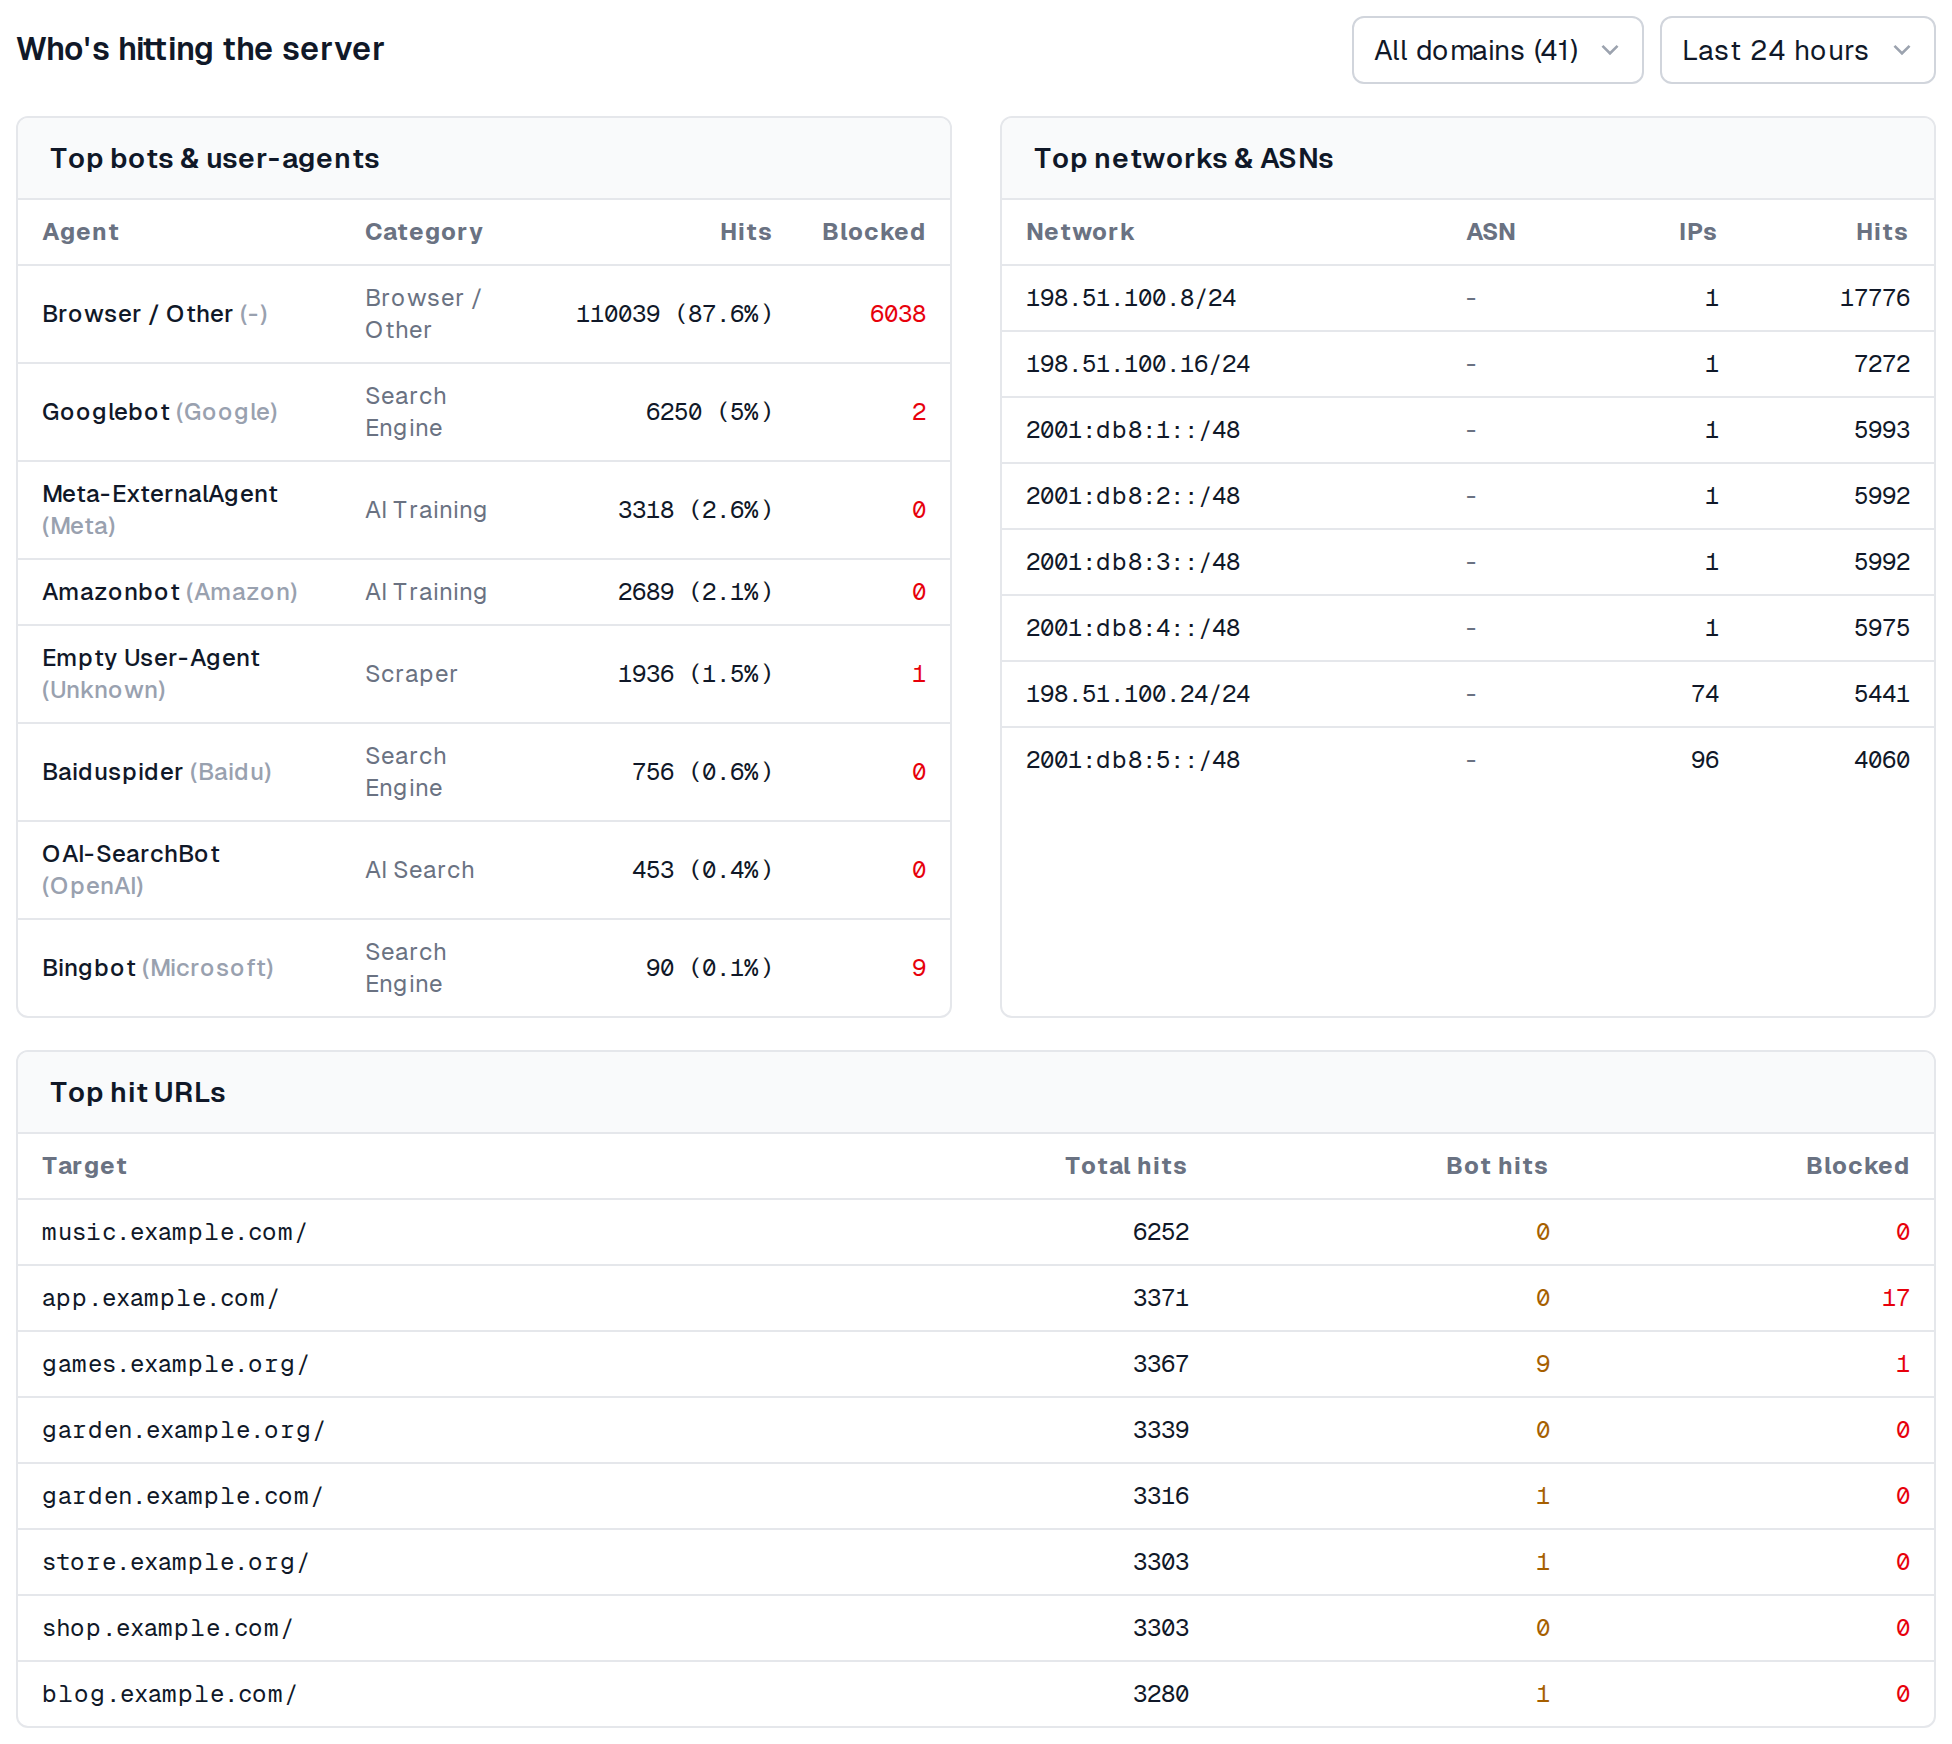 Who's hitting the server
All domains (41)
Last 24 hours
Top bots & user-agents
Agent Category Hits Blocked
Browser / Other (-) Browser / Other 110039 (87.6%) 6038
Googlebot (Google) Search Engine 6250 (5%) 2
Meta-ExternalAgent (Meta) AI Training 3318 (2.6%) 0
Amazonbot (Amazon) AI Training 2689 (2.1%) 0
Empty User-Agent (Unknown) Scraper 1936 (1.5%) 1
Baiduspider (Baidu) Search Engine 756 (0.6%) 0
OAI-SearchBot (OpenAI) AI Search 453 (0.4%) 0
Bingbot (Microsoft) Search Engine 90 (0.1%) 9
Top networks & ASNs
Network ASN IPs Hits
198.51.100.8/24 - 1 17776
198.51.100.16/24 - 1 7272
2001:db8:1::/48 - 1 5993
2001:db8:2::/48 - 1 5992
2001:db8:3::/48 - 1 5992
2001:db8:4::/48 - 1 5975
198.51.100.24/24 - 74 5441
2001:db8:5::/48 - 96 4060
Top hit URLs
Target Total hits Bot hits Blocked
music.example.com/ 6252 0 0
app.example.com/ 3371 0 17
games.example.org/ 3367 9 1
garden.example.org/ 3339 0 0
garden.example.com/ 3316 1 0
store.example.org/ 3303 1 0
shop.example.com/ 3303 0 0
blog.example.com/ 3280 1 0